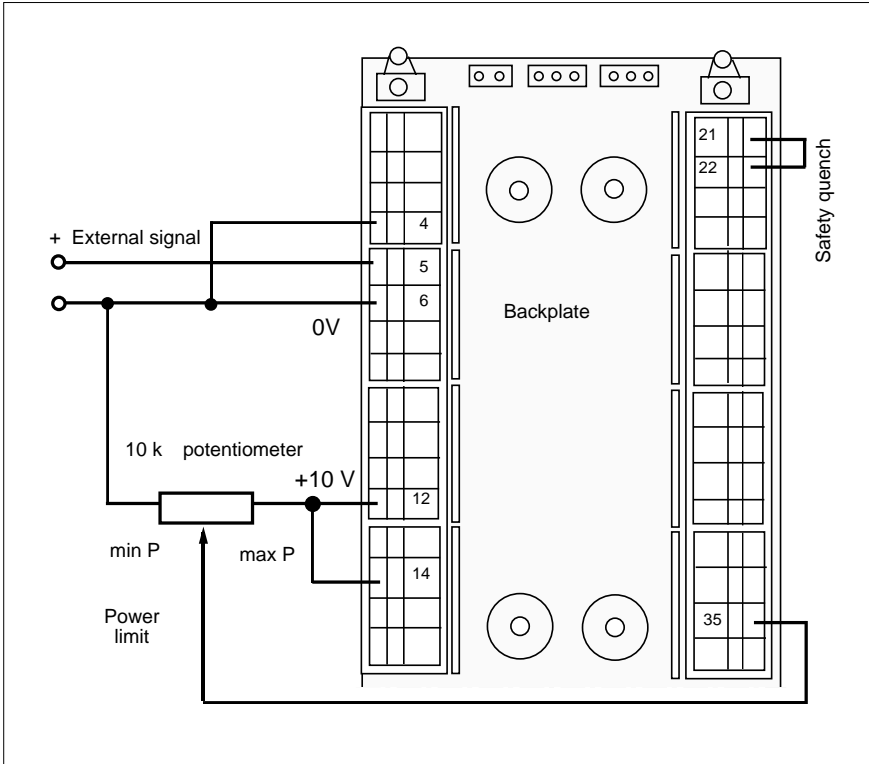 21
22
Safety quench
4
+ External signal
5
6
0V
Backplate
10 k potentiometer
+10 V
12
min P
max P
14
Power
limit
35